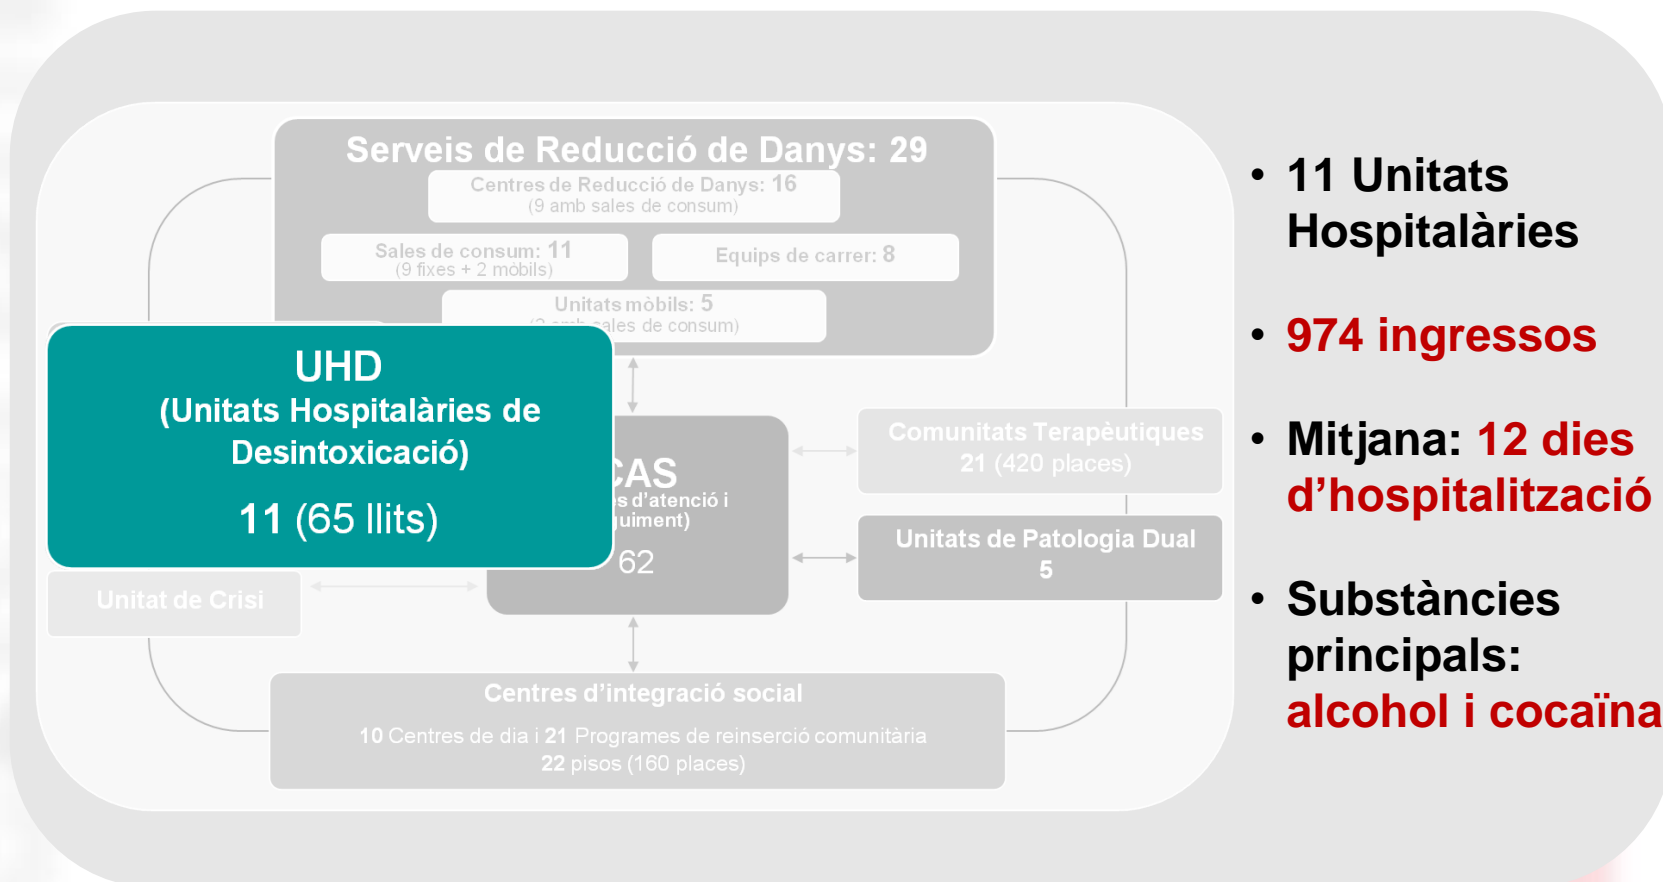 Serveis de Reducció de Danys: 29
Centres de Reducció de Danys: 16
(9 amb sales de consum)
Sales de consum: 11
(9 fixes + 2 mòbils)
Equips de carrer: 8
Unitats mòbils: 5
sales de consum)
UHD
(Unitats Hospitalàries de
Desintoxicació)
11 (65 llits)
d'atenció i
62
Comunitats Terapèutiques
21 (420 places)
Unitats de Patologia Dual
5
Unitat de Crisi
Centres d'integració social
10 Centres de dia i 21 Programes de reinserció comunitària
22 pisos (160 places)
• 11 Unitats
Hospitalàries
• 974 ingressos
• Mitjana: 12 dies
d'hospitalització
• Substàncies
principals:
alcohol i cocaïna